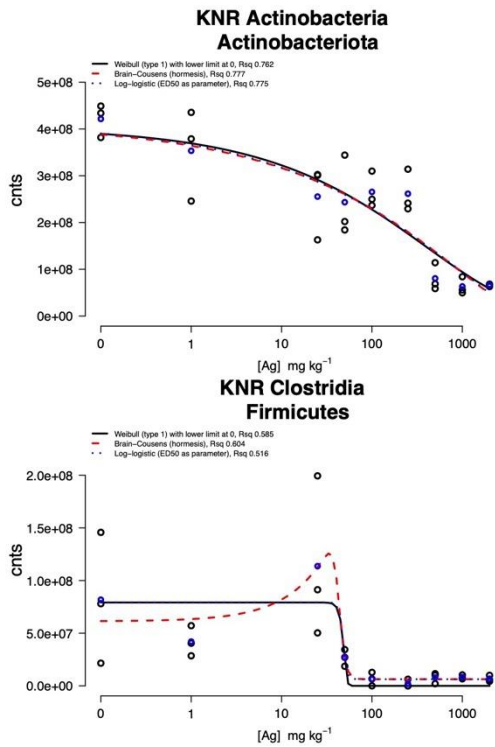 KNR Actinobacteria
Actinobacteriota
Weibull (type 1) with lower limit at 0, Rsq 0.762
Brain−Cousens (hormesis), Rsq 0.777
Log−logistic (ED50 as parameter), Rsq 0.775
5e+08
4e+08
3e+08
2e+08
1e+08
0e+00
cnts
0 1 10 100 1000
[Ag] mg kg−1
KNR Clostridia
Firmicutes
Weibull (type 1) with lower limit at 0, Rsq 0.585
Brain−Cousens (hormesis), Rsq 0.604
Log−logistic (ED50 as parameter), Rsq 0.516
2.0e+08
1.5e+08
1.0e+08
5.0e+07
0.0e+00
cnts
0 1 10 100 1000
[Ag] mg kg−1